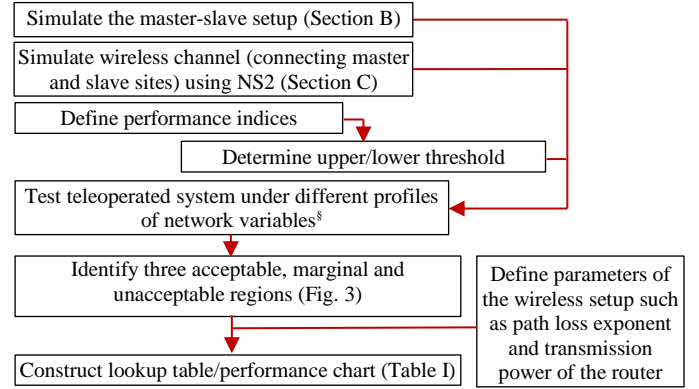 Simulate the master-slave setup (Section B)
Simulate wireless channel (connecting master
and slave sites) using NS2 (Section C)
Define performance indices
Determine upper/lower threshold
Test teleoperated system under different profiles
of network variables§
Identify three acceptable, marginal and
unacceptable regions (Fig. 3)
Define parameters of
the wireless setup such
as path loss exponent
and transmission
power of the router
Construct lookup table/performance chart (Table I)